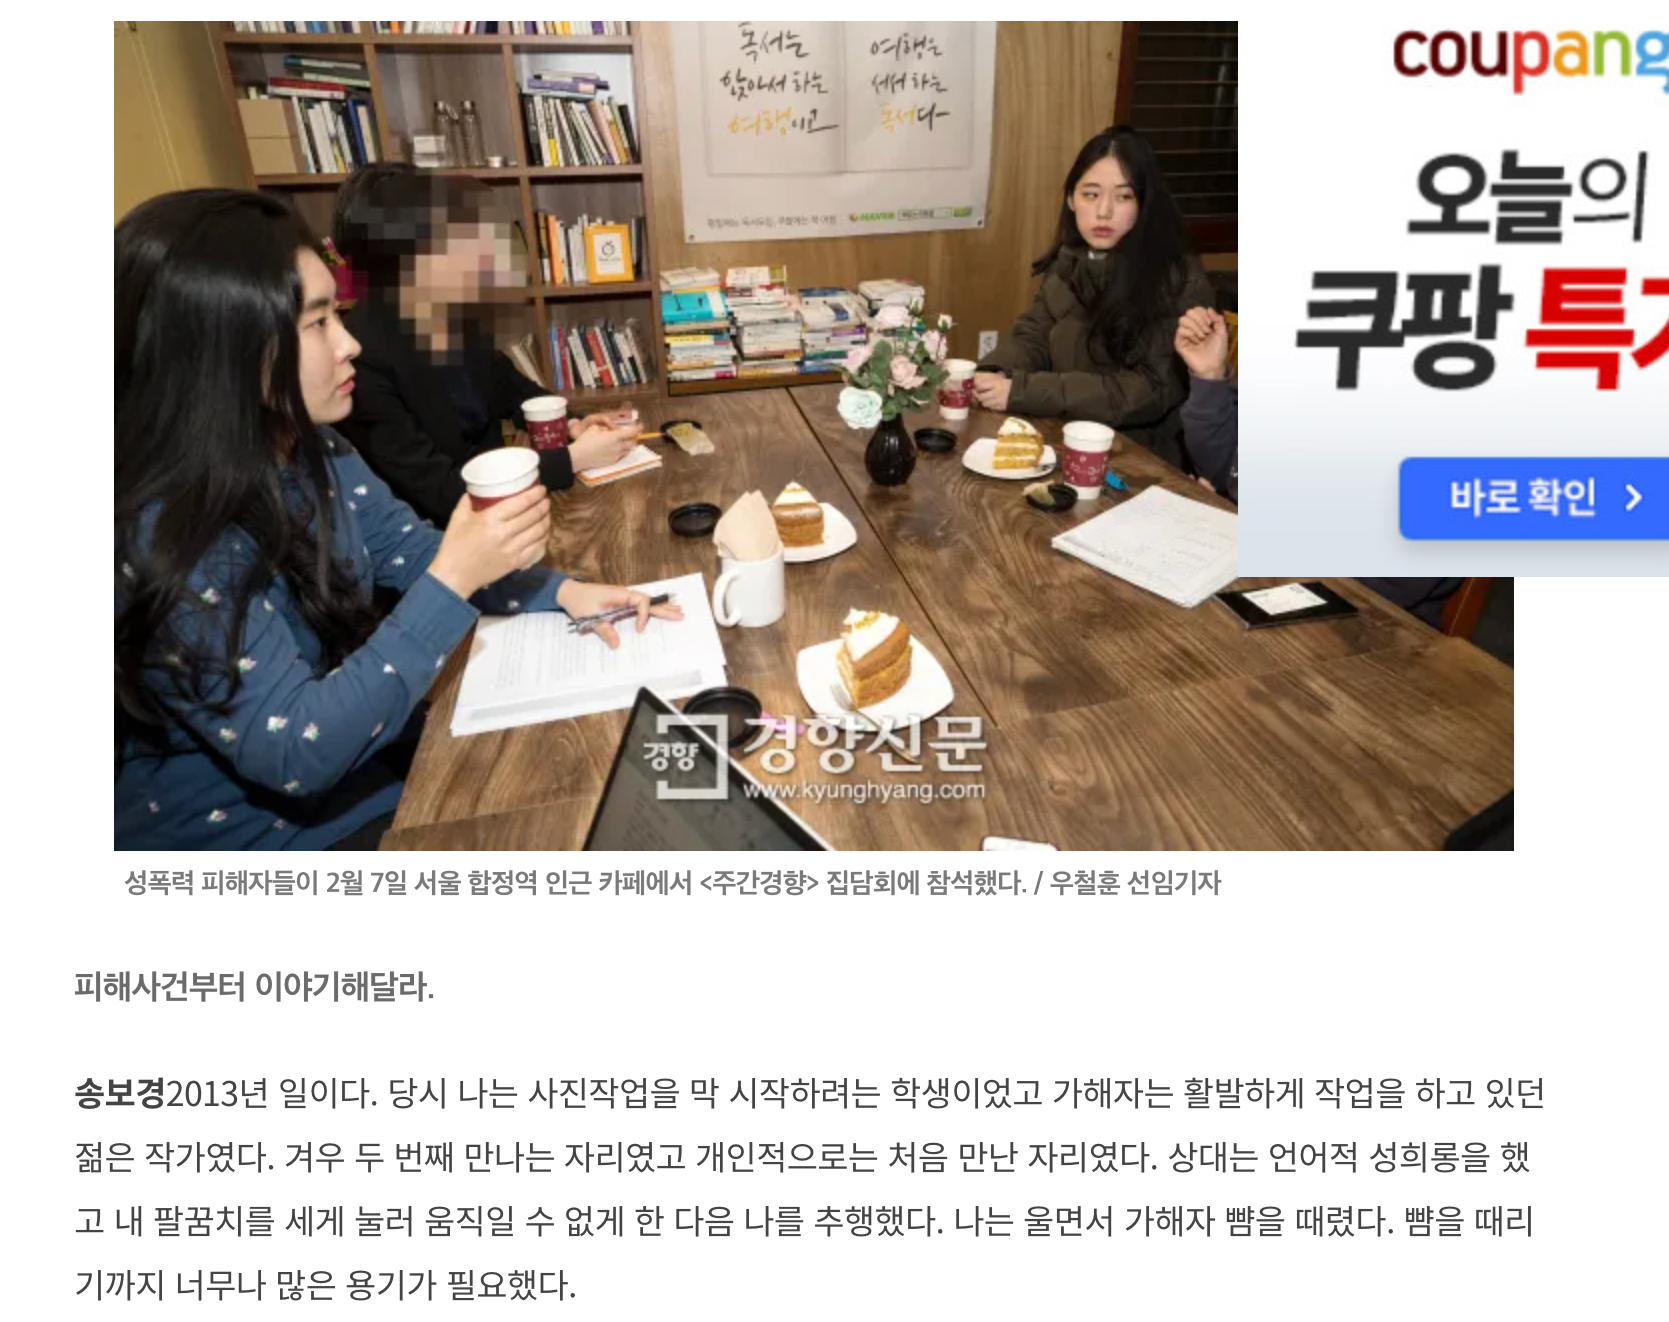 독서는
앉아서 하는
여행이고
여행은
서서 하는
독서다
NAVER
경향
경향신문
www.kyunghyang.com
coupang
오늘의
쿠팡 특가
바로 확인 >
성폭력 피해자들이 2월 7일 서울 합정역 인근 카페에서 <주간경향> 집담회에 참석했다. / 우철훈 선임기자
피해사건부터 이야기해달라.
송보경2013년 일이다. 당시 나는 사진작업을 막 시작하려는 학생이었고 가해자는 활발하게 작업을 하고 있던
젊은 작가였다. 겨우 두 번째 만나는 자리였고 개인적으로는 처음 만난 자리였다. 상대는 언어적 성희롱을 했
고 내 팔꿈치를 세게 눌러 움직일 수 없게 한 다음 나를 추행했다. 나는 울면서 가해자 뺨을 때렸다. 뺨을 때리
기까지 너무나 많은 용기가 필요했다.